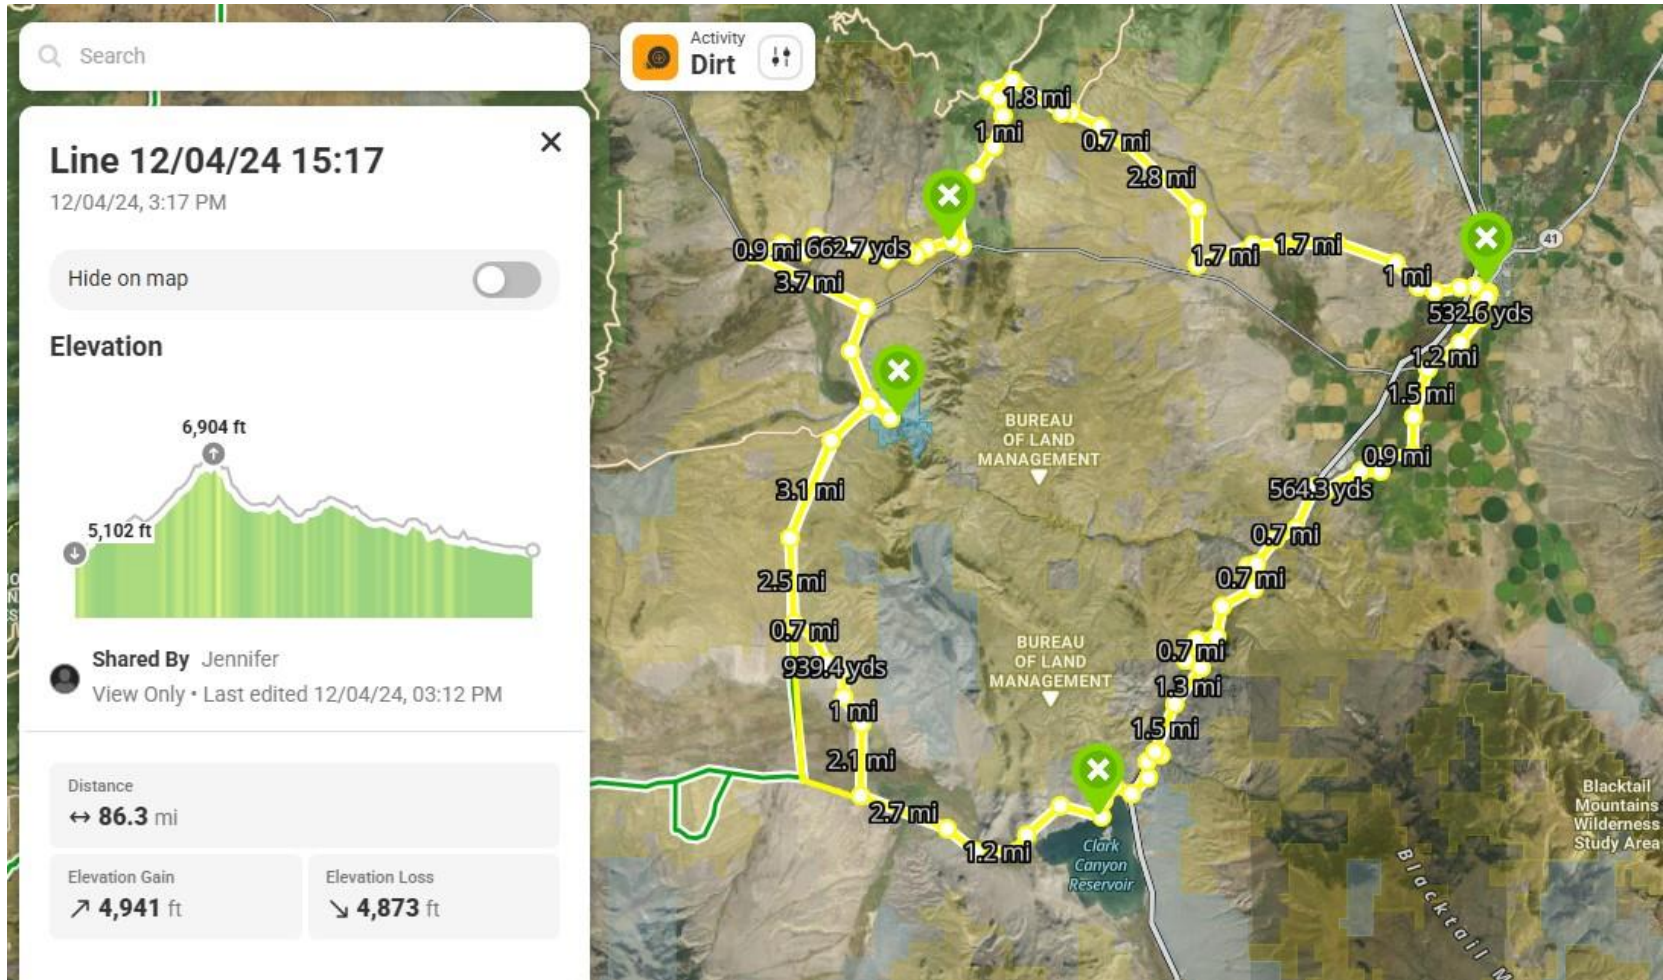 Search
Activity
Dirt
Line 12/04/24 15:17
12/04/24, 3:17 PM
Hide on map
Elevation
6,904 ft
5,102 ft
Shared By Jennifer
View Only • Last edited 12/04/24, 03:12 PM
Distance
86.3 mi
Elevation Gain
4,941 ft
Elevation Loss
4,873 ft
1.8 mi
1 mi
0.7 mi
2.8 mi
0.9 mi
662.7 yds
3.7 mi
1.7 mi
1.7 mi
1 mi
41
532.6 yds
1.2 mi
1.5 mi
0.9 mi
564.3 yds
0.7 mi
0.7 mi
0.7 mi
1.3 mi
1.5 mi
BUREAU
OF LAND
MANAGEMENT
3.1 mi
2.5 mi
0.7 mi
939.4 yds
1 mi
2.1 mi
2.7 mi
1.2 mi
BUREAU
OF LAND
MANAGEMENT
Clark
Canyon
Reservoir
Blacktail
Mountains
Wilderness
Study Area
Blacktail M